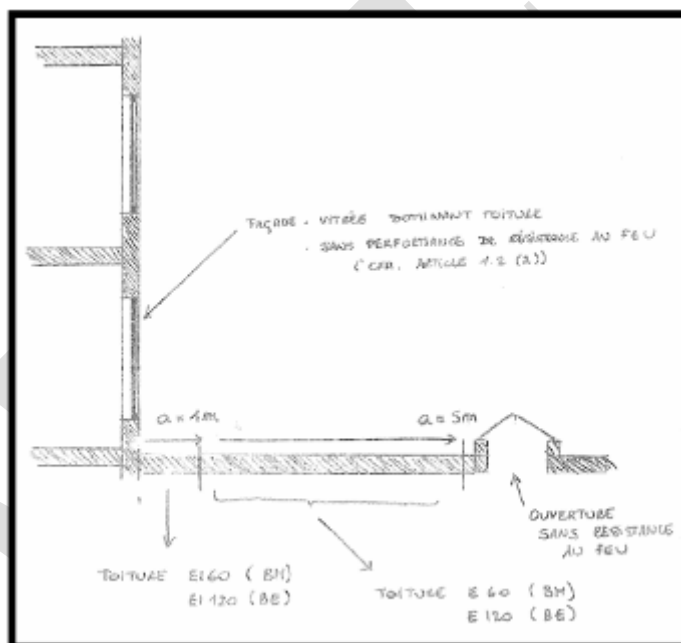 FAÇADE - VITRÉE DOMINANT TOITURE
- SANS PERFORMANCE DE RÉSISTANCE AU FEU
ARTICLE 1.2 (2))
a = 4m
a = 5m
OUVERTURE
SANS RÉSISTANCE
AU FEU
TOITURE EI 60 (BM)
EI 120 (BE)
TOITURE E 60 (BM)
E 120 (BE)